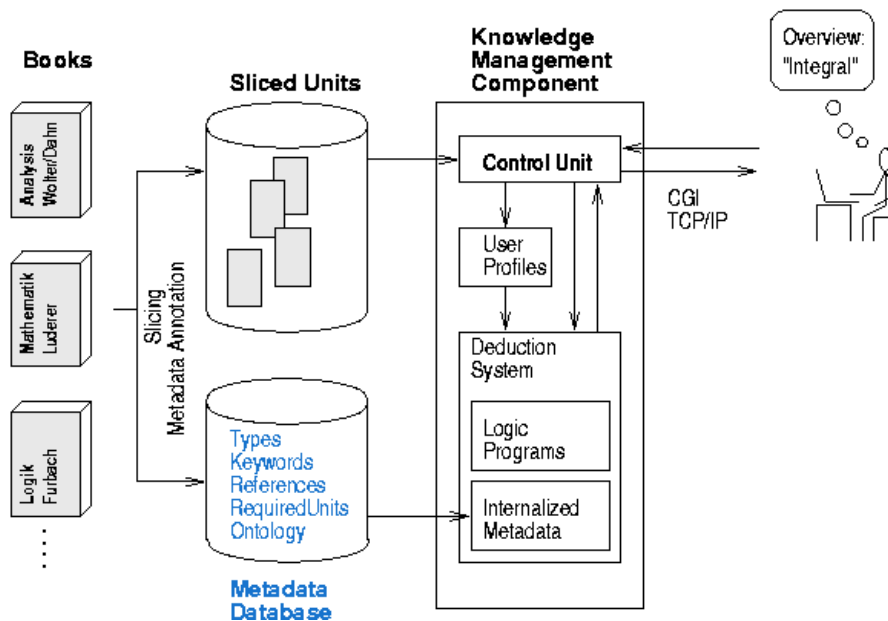 Books
Analysis
Wolter/Dahn
Mathematik
Luderer
Logik
Furbach
Slicing
Metadata Annotation
Sliced Units
Types
Keywords
References
RequiredUnits
Ontology
Metadata
Database
Knowledge
Management
Component
Control Unit
User
Profiles
Deduction
System
Logic
Programs
Internalized
Metadata
CGI
TCP/IP
Overview:
"Integral"